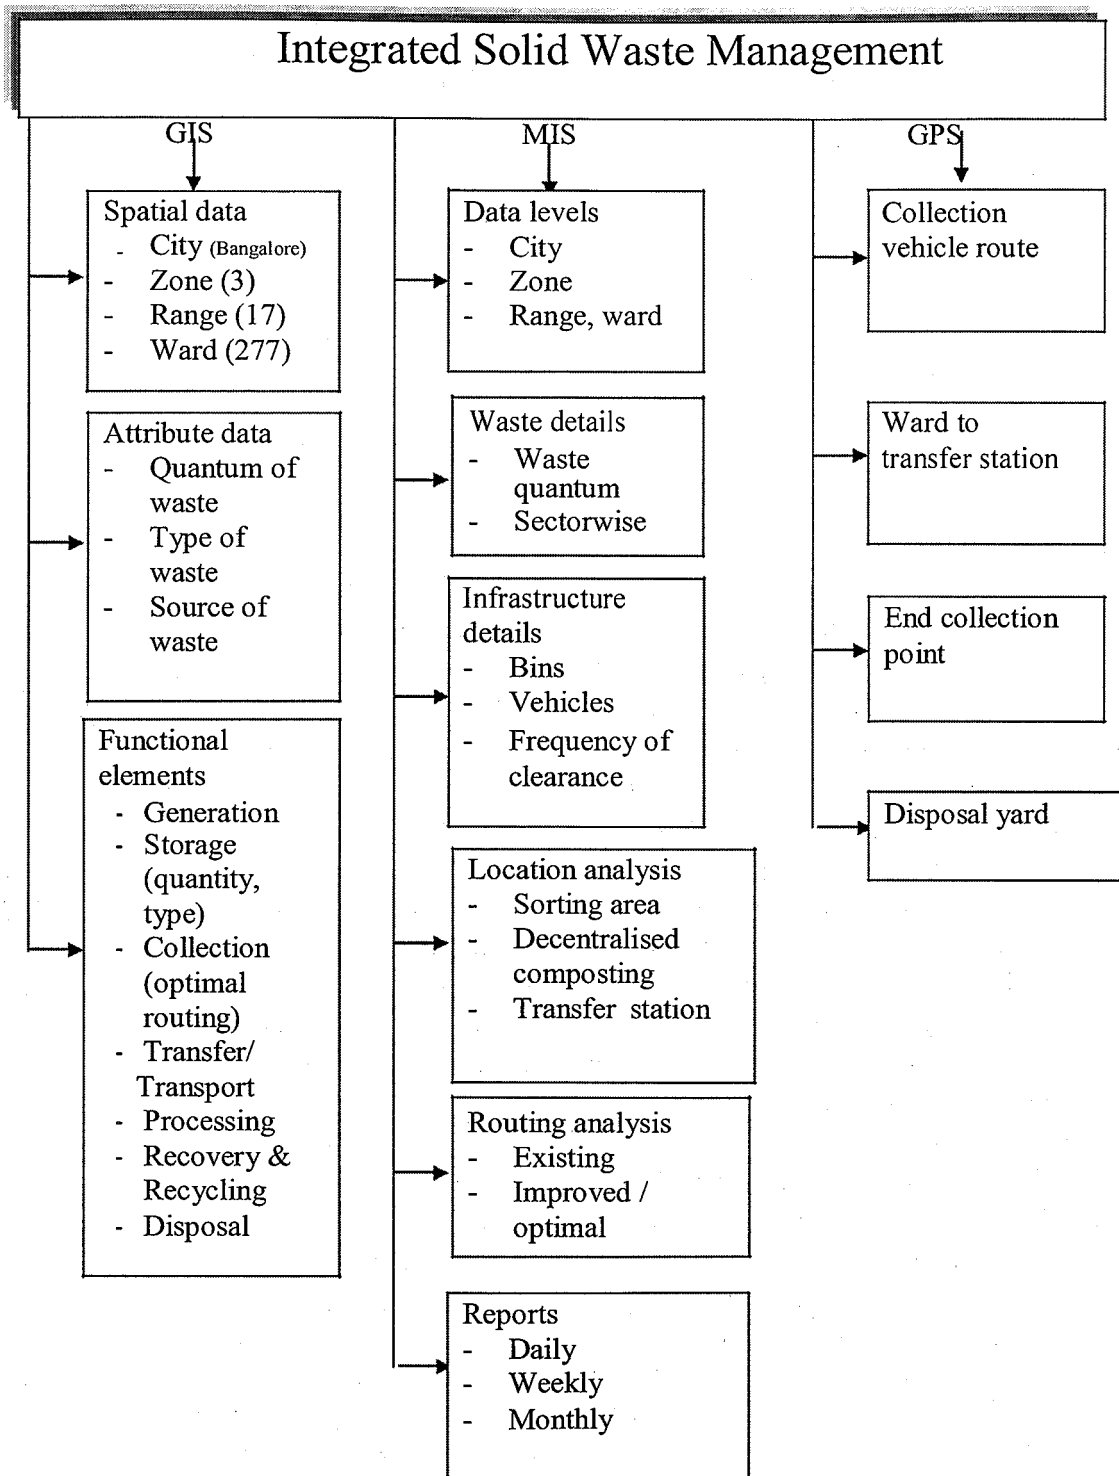 Integrated Solid Waste Management
GIS
Spatial data
- City (Bangalore)
- Zone (3)
- Range (17)
- Ward (277)
Attribute data
- Quantum of
waste
- Type of
waste
- Source of
waste
Functional
elements
- Generation
- Storage
(quantity,
type)
- Collection
(optimal
routing)
- Transfer/
Transport
- Processing
- Recovery &
Recycling
- Disposal
MIS
Data levels
- City
- Zone
- Range, ward
Waste details
- Waste
quantum
- Sectorwise
Infrastructure
details
- Bins
- Vehicles
- Frequency of
clearance
Location analysis
- Sorting area
- Decentralised
composting
- Transfer station
Routing analysis
- Existing
- Improved /
optimal
Reports
- Daily
- Weekly
- Monthly
GPS
Collection
vehicle route
Ward to
transfer station
End collection
point
Disposal yard